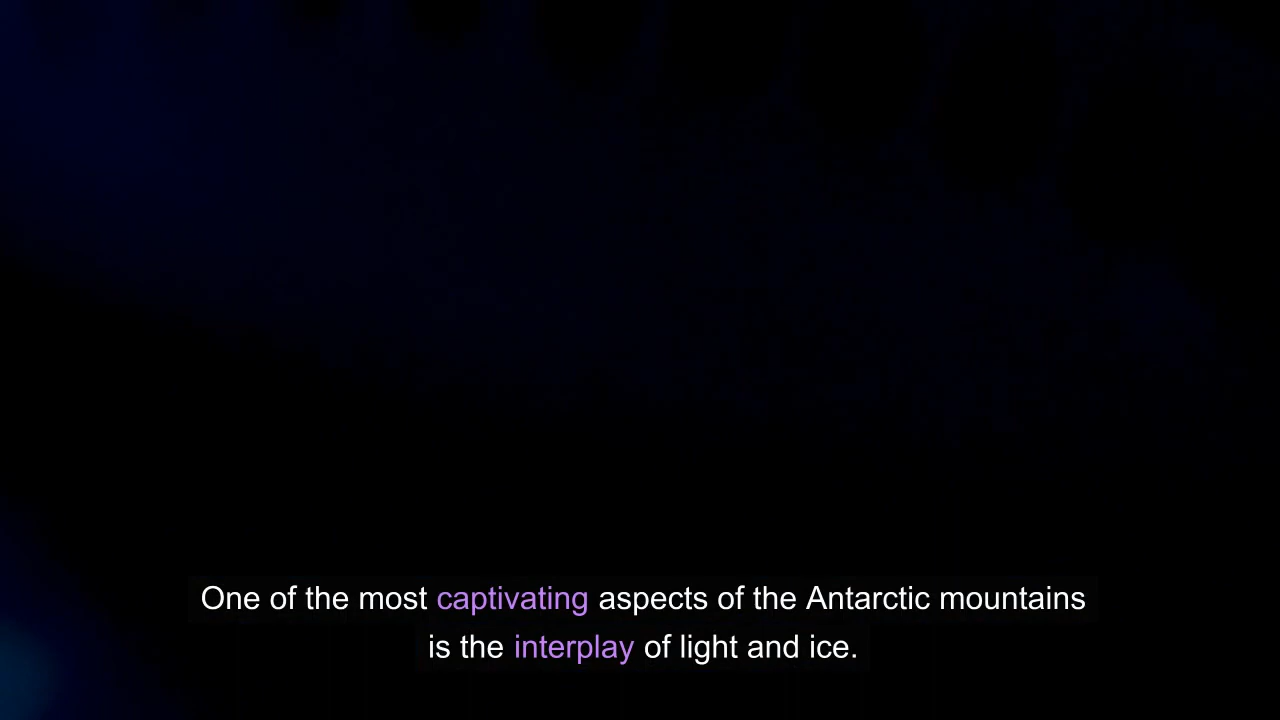 One of the most captivating aspects of the Antarctic mountains
is the interplay of light and ice.